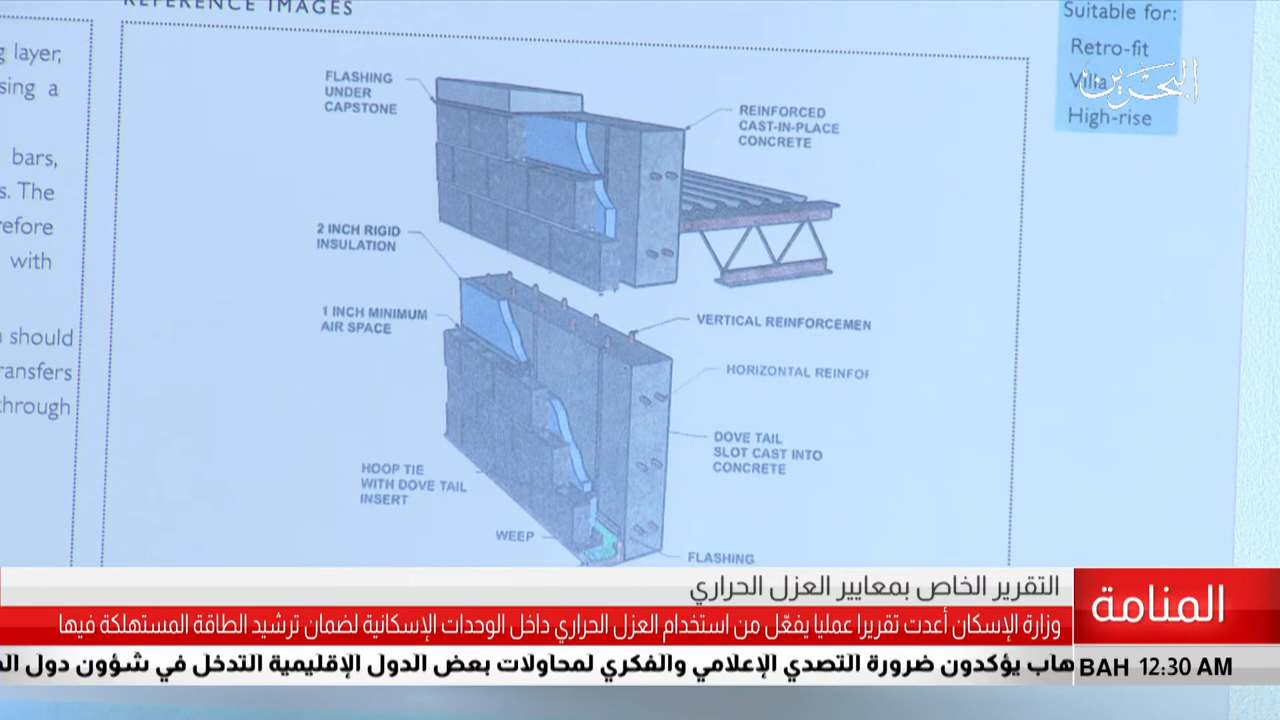 REFERENCE IMAGES
g layer,
sing a
bars,
s. The
refore
with
should
ransfers
through
FLASHING
UNDER
CAPSTONE
REINFORCED
CAST-IN-PLACE
CONCRETE
2 INCH RIGID
INSULATION
1 INCH MINIMUM
AIR SPACE
VERTICAL REINFORCEMEN
HORIZONTAL REINFOR
DOVE TAIL
SLOT CAST INTO
CONCRETE
HOOP TIE
WITH DOVE TAIL
INSERT
WEEP
FLASHING
Suitable for:
Retro-fit
Villa
High-rise
البحرين
المنامة
التقرير الخاص بمعايير العزل الحراري
وزارة الإسكان أعدت تقريرا عمليا يفعّل من استخدام العزل الحراري داخل الوحدات الإسكانية لضمان ترشيد الطاقة المستهلكة فيها
هاب يؤكدون ضرورة التصدي الإعلامي والفكري لمحاولات بعض الدول الإقليمية التدخل في شؤون دول
BAH 12:30 AM